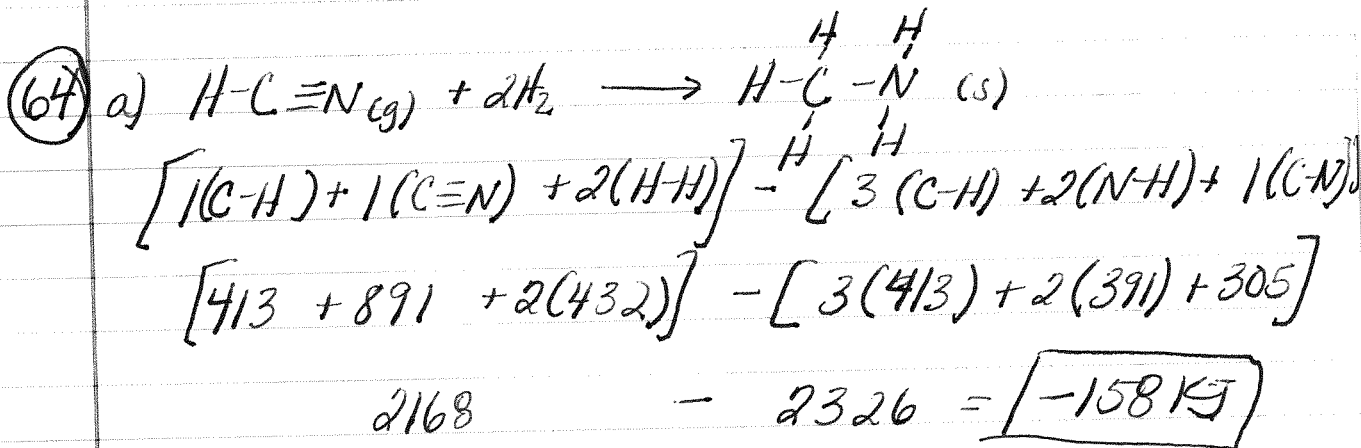 H H
64 a) H-C≡N(g) + 2H₂ ⟶ H-C-N (s)
H H
[1(C-H) + 1(C≡N) + 2(H-H)] - [3(C-H) + 2(N-H) + 1(C-N)]
[413 + 891 + 2(432)] - [3(413) + 2(391) + 305]
2168 - 2326 = -158 KJ